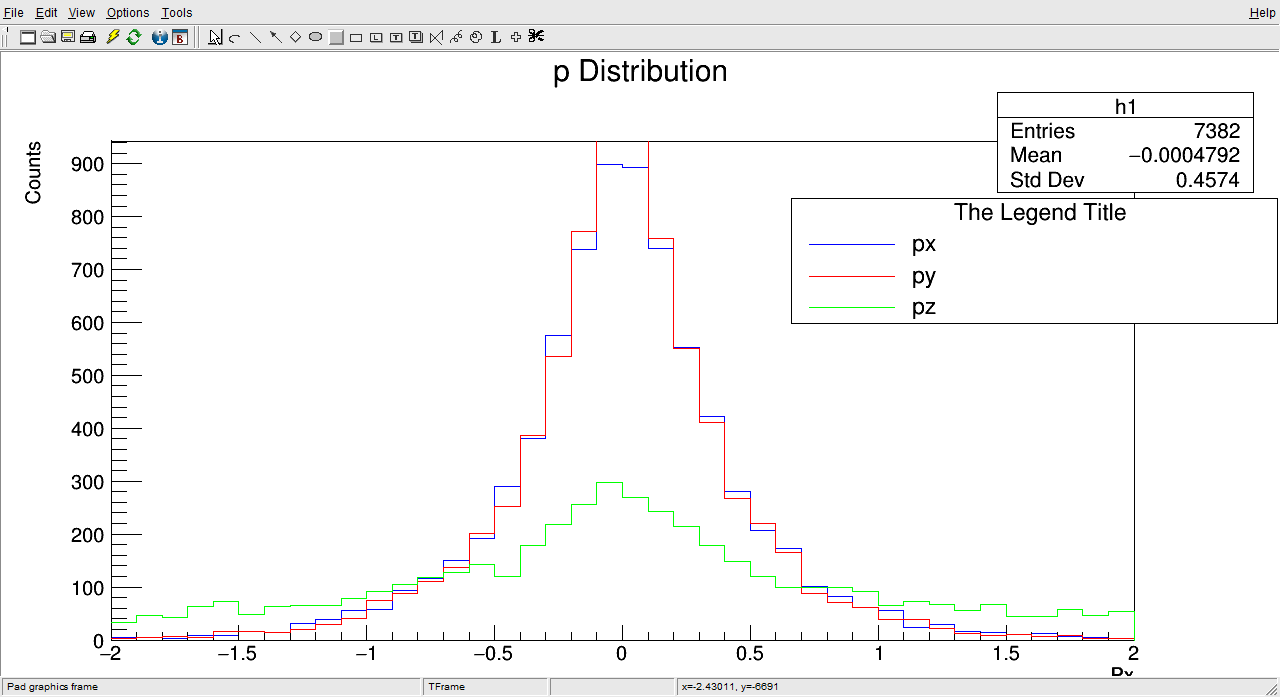 File Edit View Options Tools Help
p Distribution
h1
Entries 7382
Mean −0.0004792
Std Dev 0.4574
The Legend Title
px
py
pz
Counts
900
800
700
600
500
400
300
200
100
0
−2 −1.5 −1 −0.5 0 0.5 1 1.5 2
Px
Pad graphics frame TFrame x=-2.43011, y=-6691